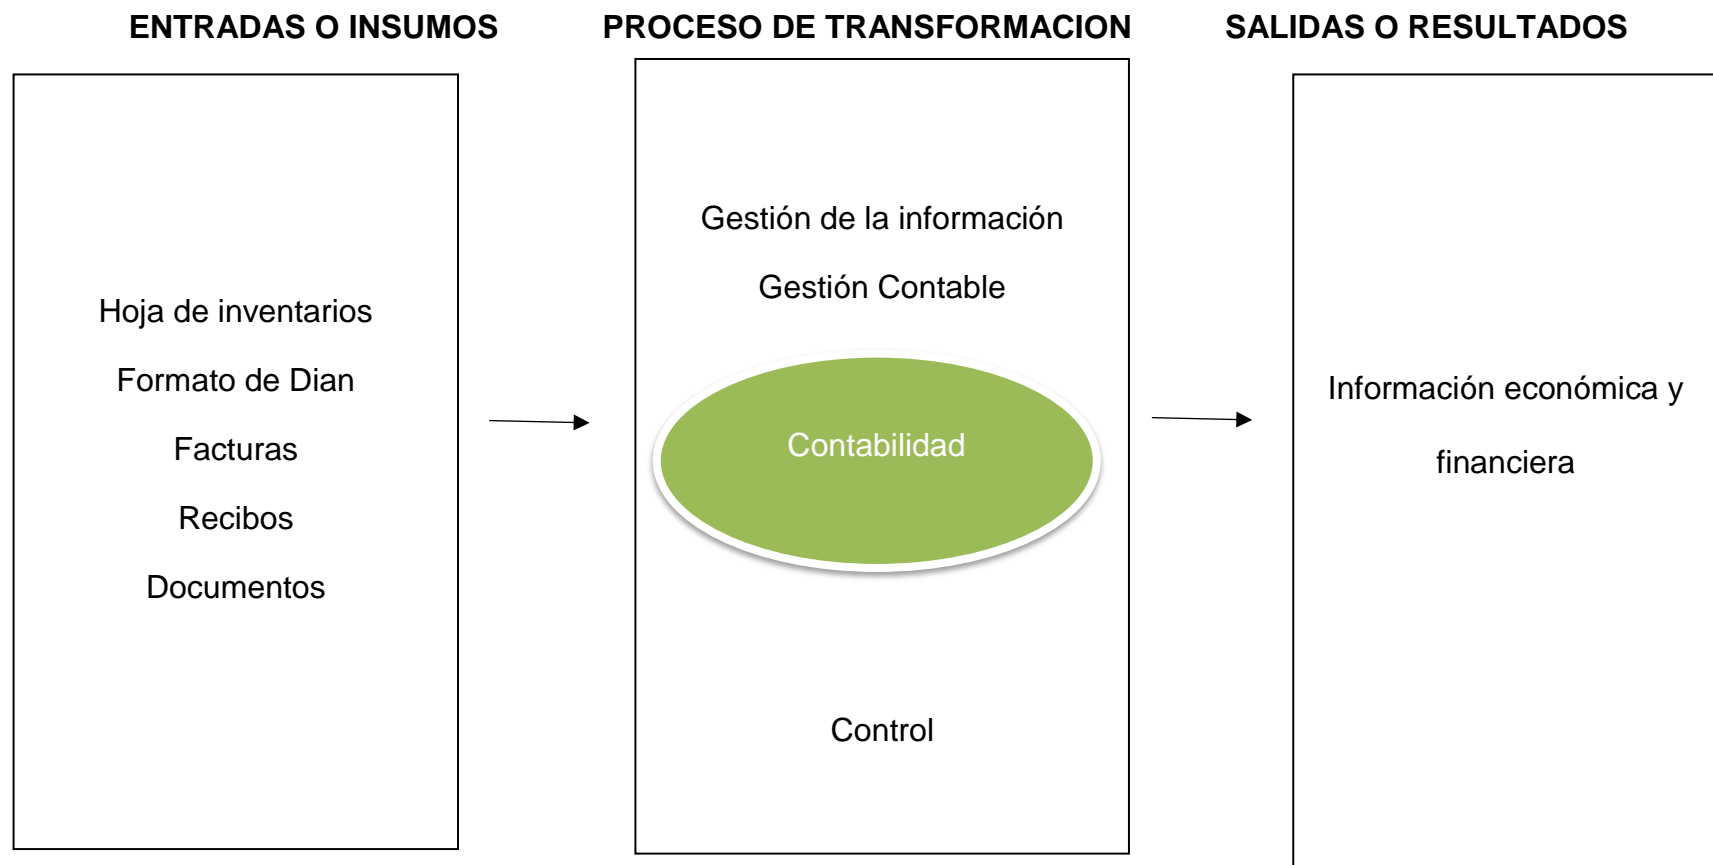 ENTRADAS O INSUMOS
PROCESO DE TRANSFORMACION
SALIDAS O RESULTADOS
Hoja de inventarios
Formato de Dian
Facturas
Recibos
Documentos
Gestión de la información
Gestión Contable
Contabilidad
Control
Información económica y
financiera